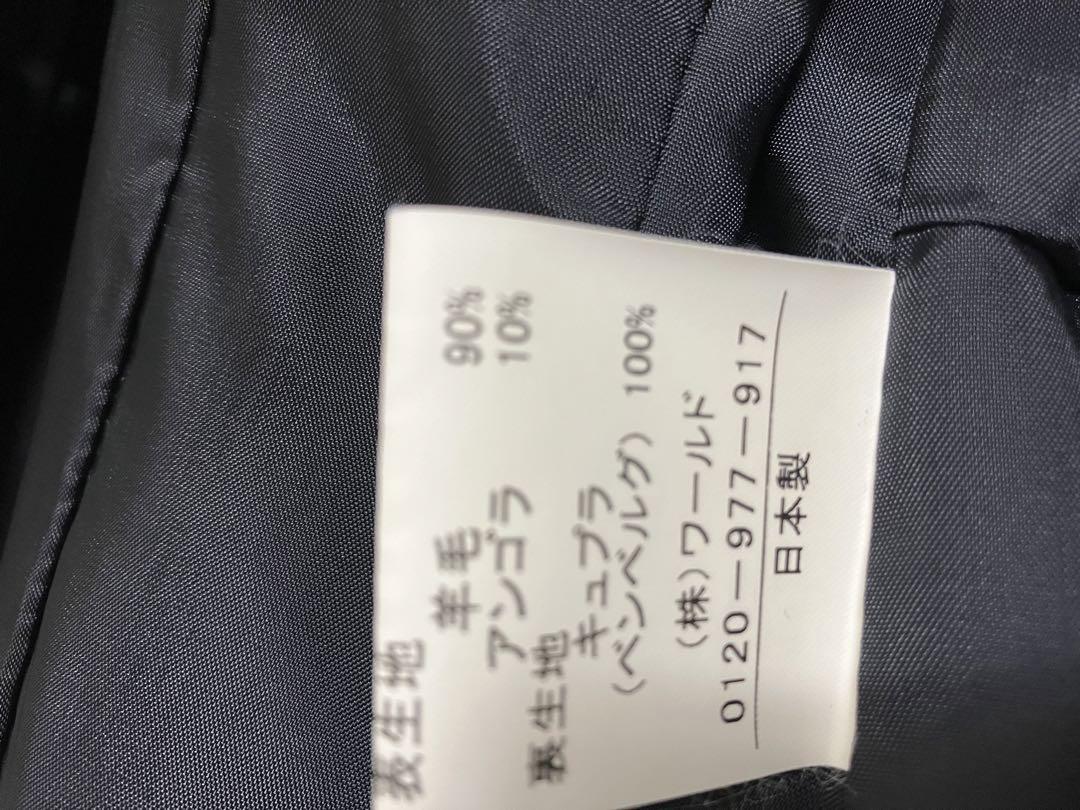 表生地
羊毛 90%
アンゴラ 10%
裏生地
キュプラ
(ベンベルグ) 100%
(株)ワールド
0120-977-917
日本製